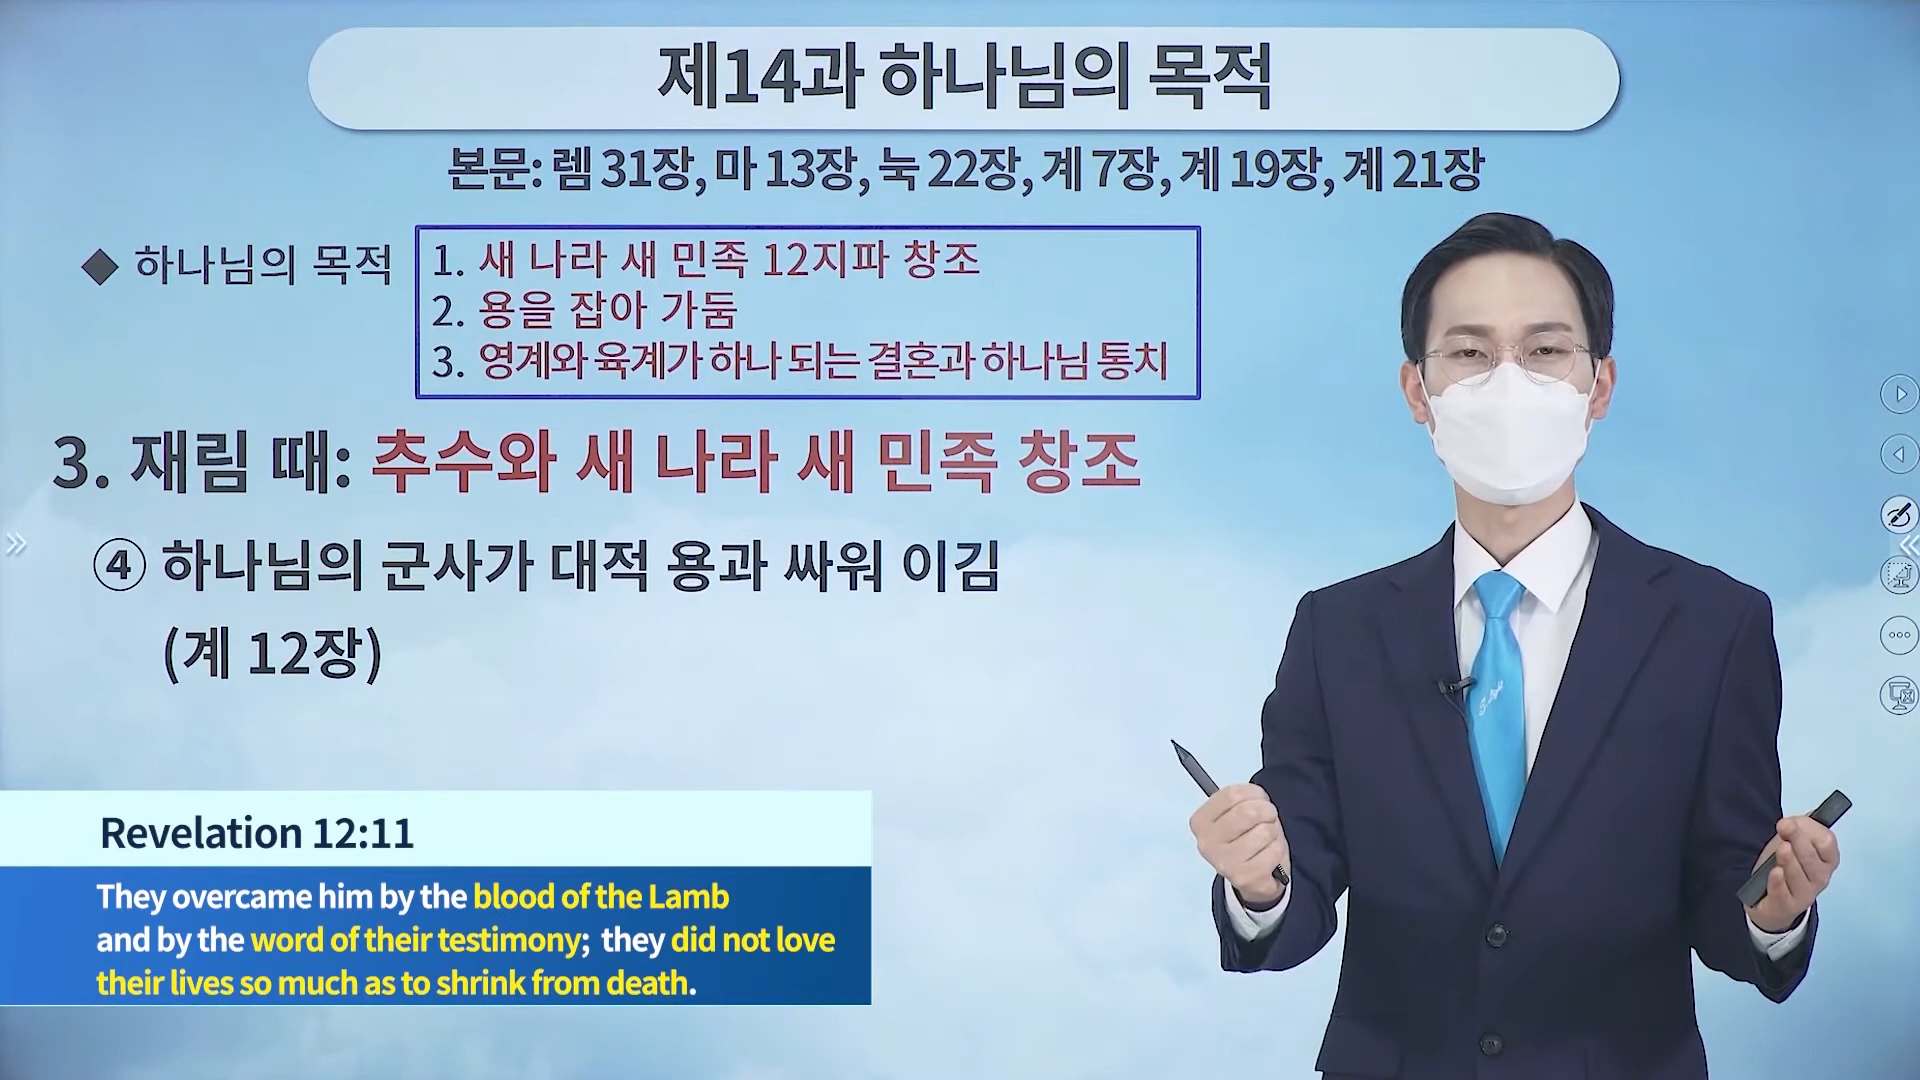 제14과 하나님의 목적
본문: 렘 31장, 마 13장, 눅 22장, 계 7장, 계 19장, 계 21장
◆ 하나님의 목적
1. 새 나라 새 민족 12지파 창조
2. 용을 잡아 가둠
3. 영계와 육계가 하나 되는 결혼과 하나님 통치
3. 재림 때: 추수와 새 나라 새 민족 창조
④ 하나님의 군사가 대적 용과 싸워 이김
(계 12장)
Revelation 12:11
They overcame him by the blood of the Lamb
and by the word of their testimony; they did not love
their lives so much as to shrink from death.